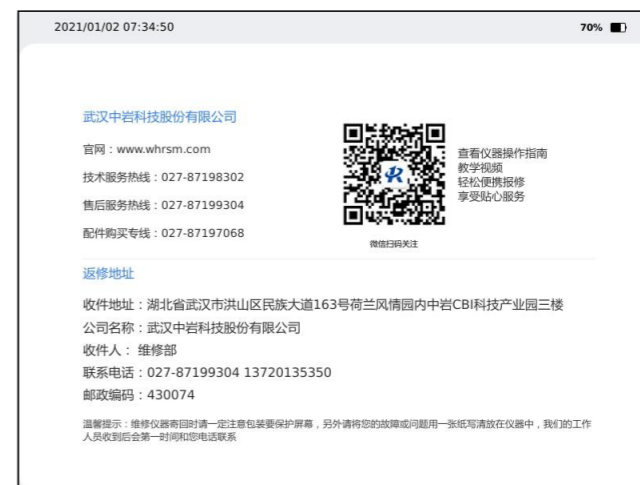 2021/01/02 07:34:50
70%
武汉中岩科技股份有限公司
官网：www.whrsm.com
技术服务热线：027-87198302
售后服务热线：027-87199304
配件购买专线：027-87197068
查看仪器操作指南
教学视频
轻松便携报修
享受贴心服务
微信扫码关注
返修地址
收件地址：湖北省武汉市洪山区民族大道163号荷兰风情园内中岩CBI科技产业园三楼
公司名称：武汉中岩科技股份有限公司
收件人： 维修部
联系电话：027-87199304 13720135350
邮政编码：430074
温馨提示：维修仪器寄回时请一定注意包装要保护屏幕，另外请将您的故障或问题用一张纸写清放在仪器中，我们的工作
人员收到后会第一时间和您电话联系